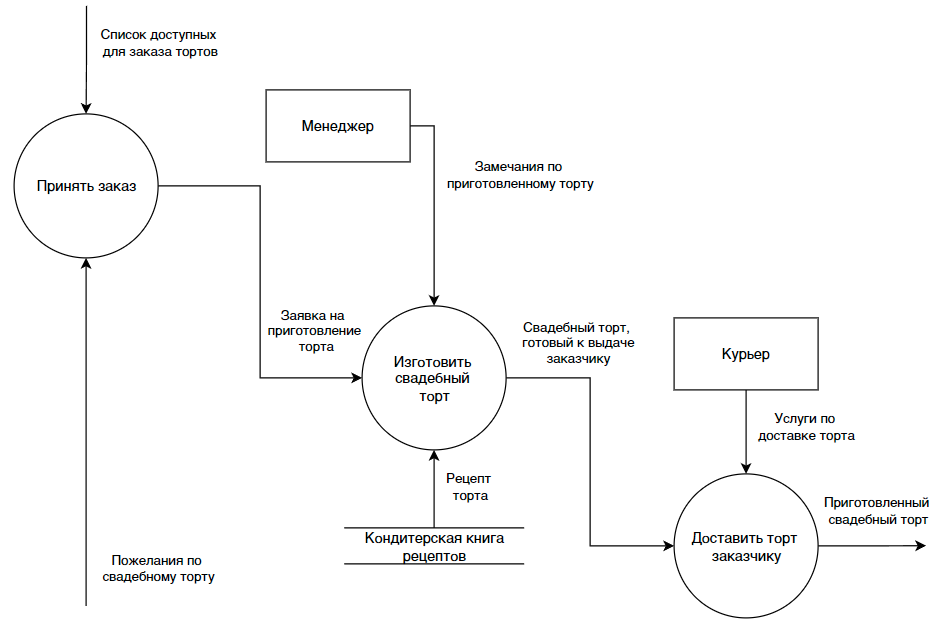 Список доступных
для заказа тортов
Менеджер
Принять заказ
Замечания по
приготовленному торту
Заявка на
приготовление
торта
Изготовить
свадебный
торт
Свадебный торт,
готовый к выдаче
заказчику
Курьер
Услуги по
доставке торта
Рецепт
торта
Кондитерская книга
рецептов
Доставить торт
заказчику
Приготовленный
свадебный торт
Пожелания по
свадебному торту